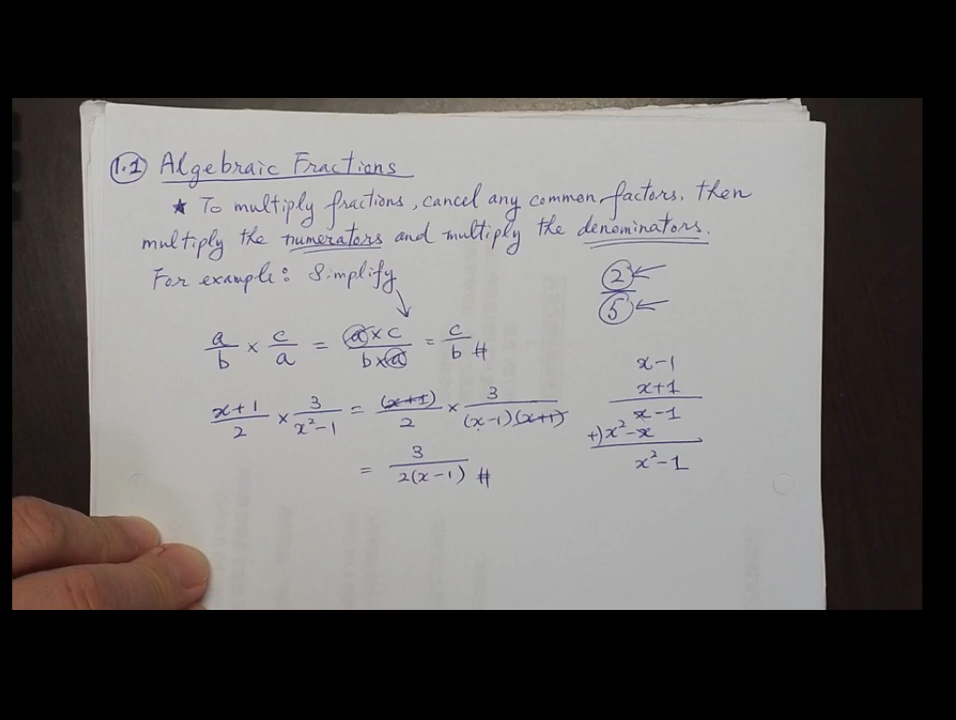 1.1 Algebraic Fractions
★ To multiply fractions, cancel any common factors. then
multiply the numerators and multiply the denominators.
For example: Simplify
2/5
a/b × c/a = (a×c)/(b×a) = c/b #
(x+1)/2 × 3/(x²-1) = (x+1)/2 × 3/((x-1)(x+1))
= 3/(2(x-1)) #
x-1
x+1
x-1
+) x²-x
x²-1